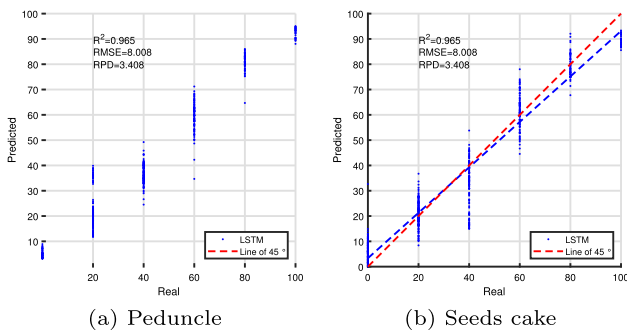 R²=0.965
RMSE=8.008
RPD=3.408
Predicted
100
90
80
70
60
50
40
30
20
10
20
40
60
80
100
Real
LSTM
Line of 45 °
(a) Peduncle
R²=0.965
RMSE=8.008
RPD=3.408
Predicted
100
90
80
70
60
50
40
30
20
10
0
0
20
40
60
80
100
Real
LSTM
Line of 45 °
(b) Seeds cake